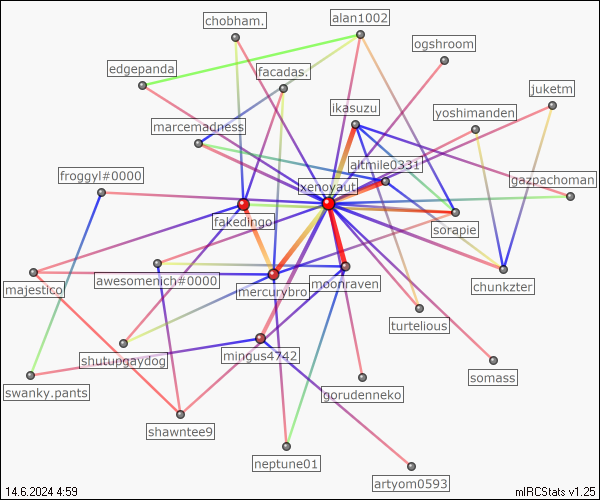 chobham.
alan1002
ogshroom
edgepanda
facadas.
juketm
ikasuzu
yoshimanden
marcemadness
altmile0331
froggyl#0000
xenoyaut
gazpachoman
fakedingo
sorapie
majestico
awesomenich#0000
mercurybro
moonraven
chunkzter
turtelious
shutupgaydog
mingus4742
somass
swanky.pants
gorudenneko
shawntee9
neptune01
artyom0593
14.6.2024 4:59
mIRCStats v1.25